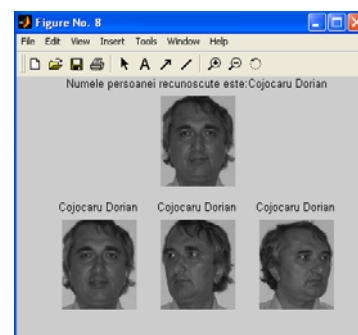 Figure No. 8
File Edit View Insert Tools Window Help
A
Numele persoanei recunoscute este:Cojocaru Dorian
Cojocaru Dorian Cojocaru Dorian Cojocaru Dorian